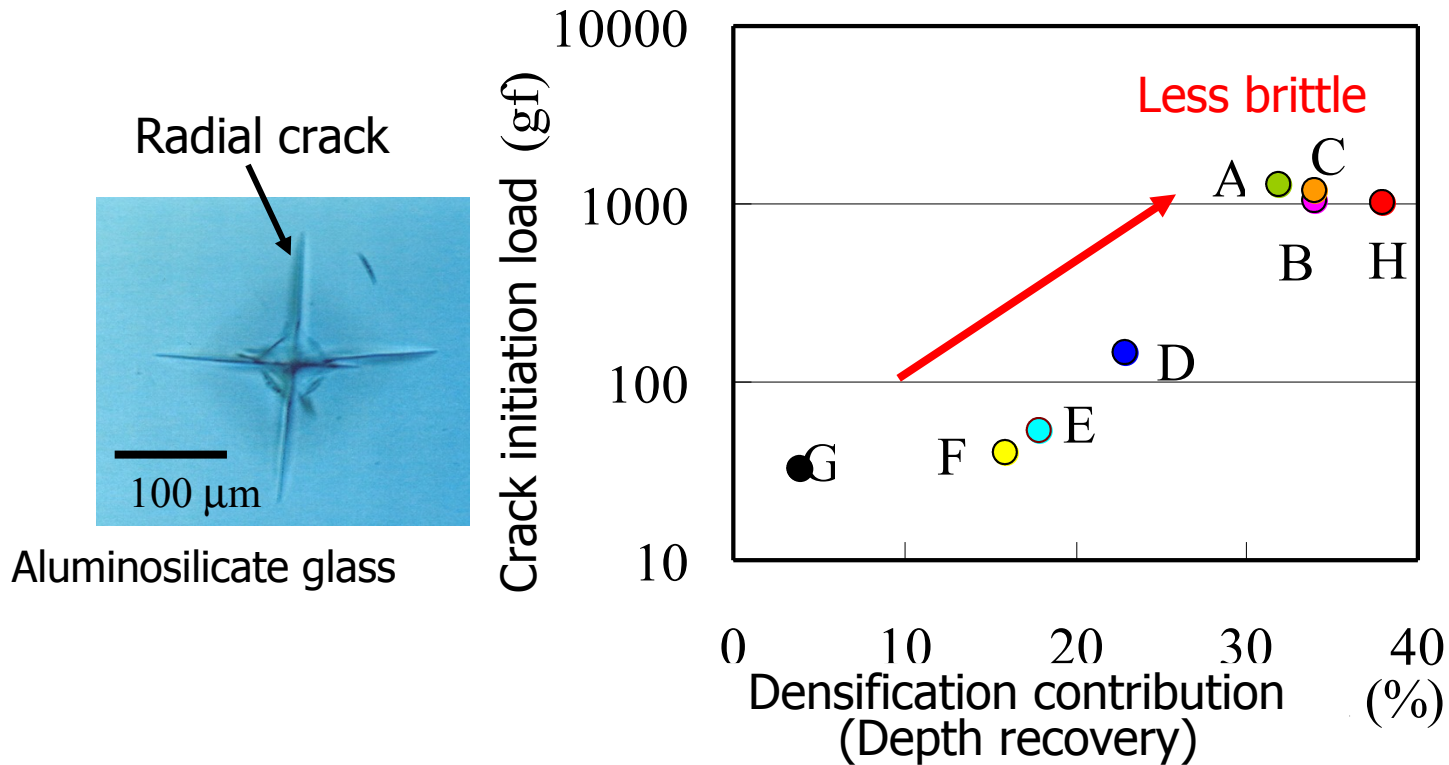 Radial crack
100 μm
Aluminosilicate glass
Crack initiation load (gf)
10000
1000
100
10
Less brittle
A
C
B
H
D
E
F
G
0
10
20
30
40
Densification contribution
(%)
(Depth recovery)